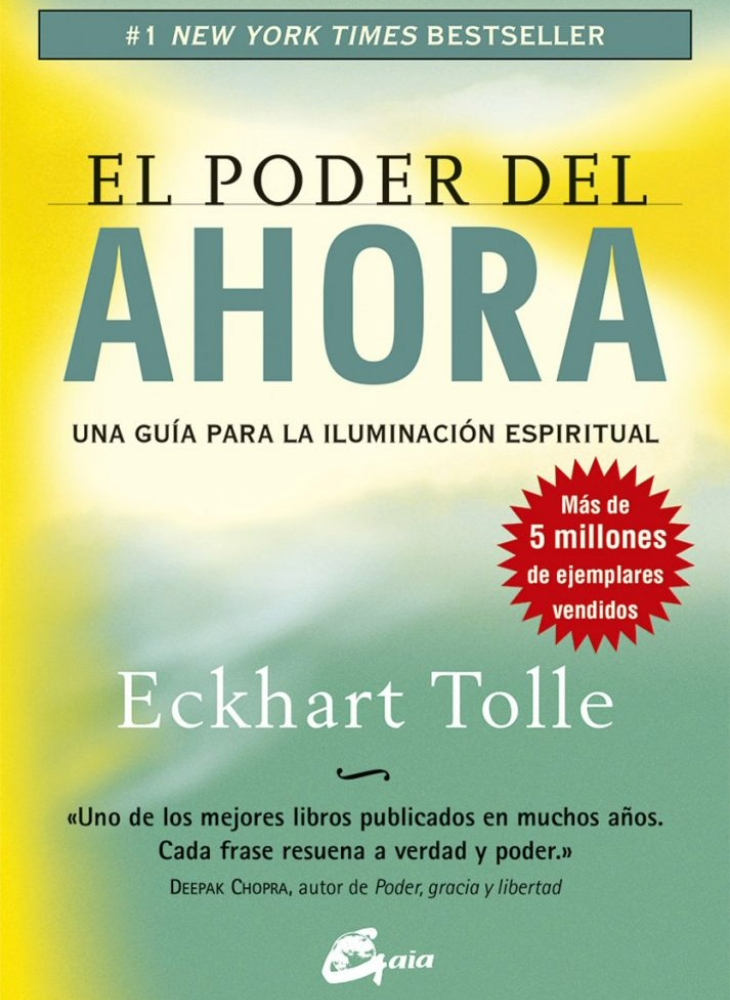 #1 NEW YORK TIMES BESTSELLER
EL PODER DEL
AHORA
UNA GUÍA PARA LA ILUMINACIÓN ESPIRITUAL
Más de
5 millones
de ejemplares
vendidos
Eckhart Tolle
«Uno de los mejores libros publicados en muchos años.
Cada frase resuena a verdad y poder.»
DEEPAK CHOPRA, autor de Poder, gracia y libertad
Gaia